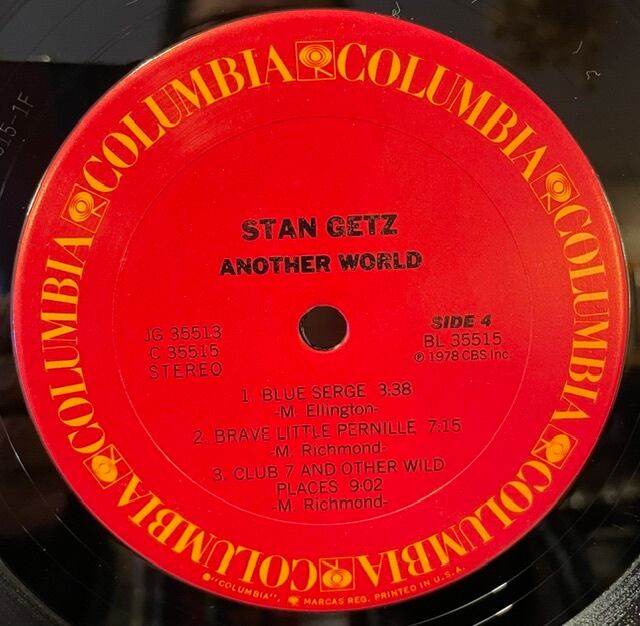 COLUMBIA COLUMBIA COLUMBIA COLUMBIA COLUMBIA COLUMBIA
STAN GETZ
ANOTHER WORLD
JG 35513
C 35515
STEREO
SIDE 4
BL 35515
℗ 1978 CBS Inc.
1. BLUE SERGE 3:38
-M. Ellington-
2. BRAVE LITTLE PERNILLE 7:15
-M. Richmond-
3. CLUB 7 AND OTHER WILD
PLACES 9:02
-M. Richmond-
"COLUMBIA", MARCAS REG. PRINTED IN U.S.A.
515-1F